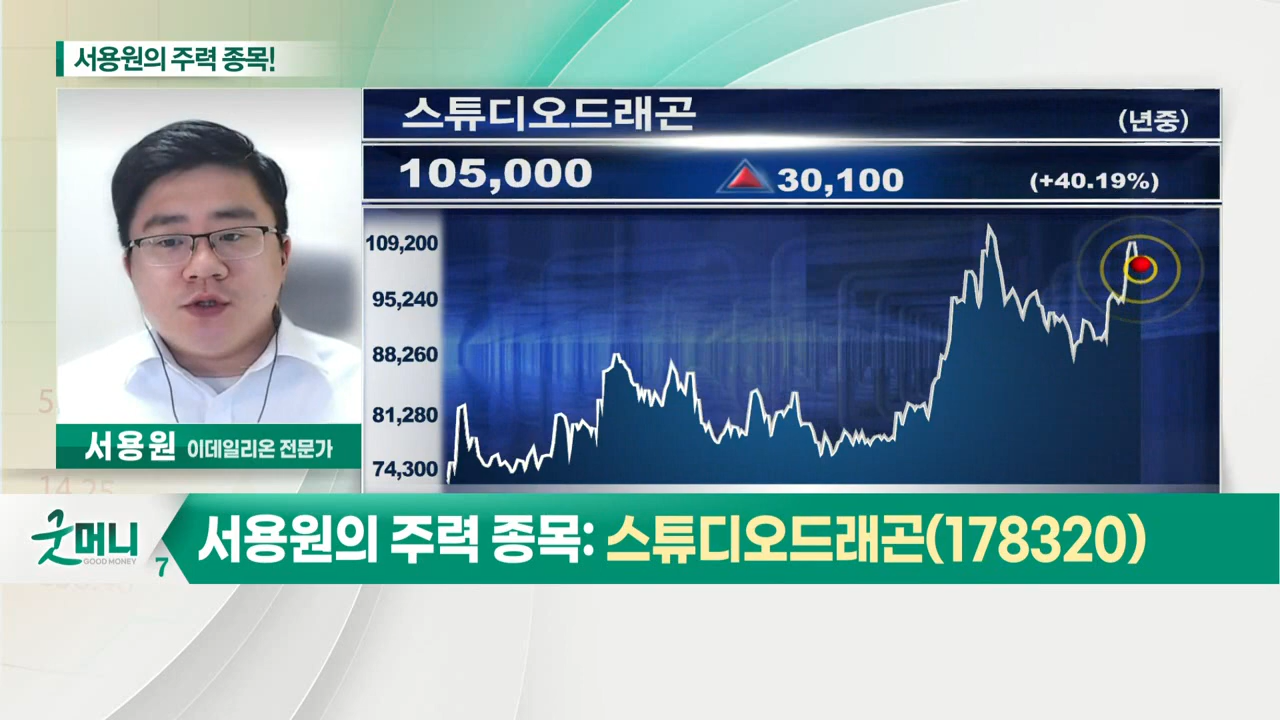 서용원의 주력 종목!
스튜디오드래곤
(년중)
105,000
30,100
(+40.19%)
109,200
95,240
88,260
81,280
74,300
서용원 이데일리온 전문가
5
14.25
굿머니
GOOD MONEY
7
서용원의 주력 종목: 스튜디오드래곤(178320)